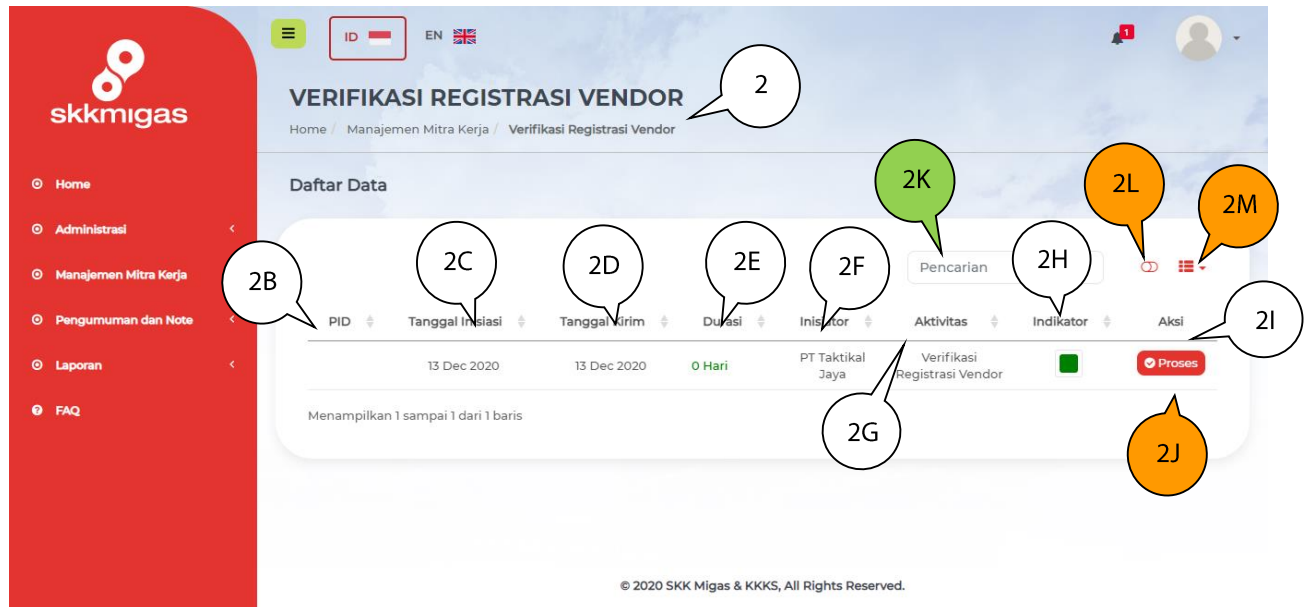 skkmigas
ID
EN
1
VERIFIKASI REGISTRASI VENDOR
2
Home / Manajemen Mitra Kerja / Verifikasi Registrasi Vendor
Home
Administrasi
Manajemen Mitra Kerja
Pengumuman dan Note
Laporan
FAQ
Daftar Data
2K
2L
2M
2B
2C
2D
2E
2F
2H
2I
Pencarian
PID
Tanggal Inisiasi
Tanggal Kirim
Durasi
Inisiator
Aktivitas
Indikator
Aksi
13 Dec 2020
13 Dec 2020
0 Hari
PT Taktikal
Jaya
Verifikasi
Registrasi Vendor
Proses
Menampilkan 1 sampai 1 dari 1 baris
2G
2J
© 2020 SKK Migas & KKKS, All Rights Reserved.